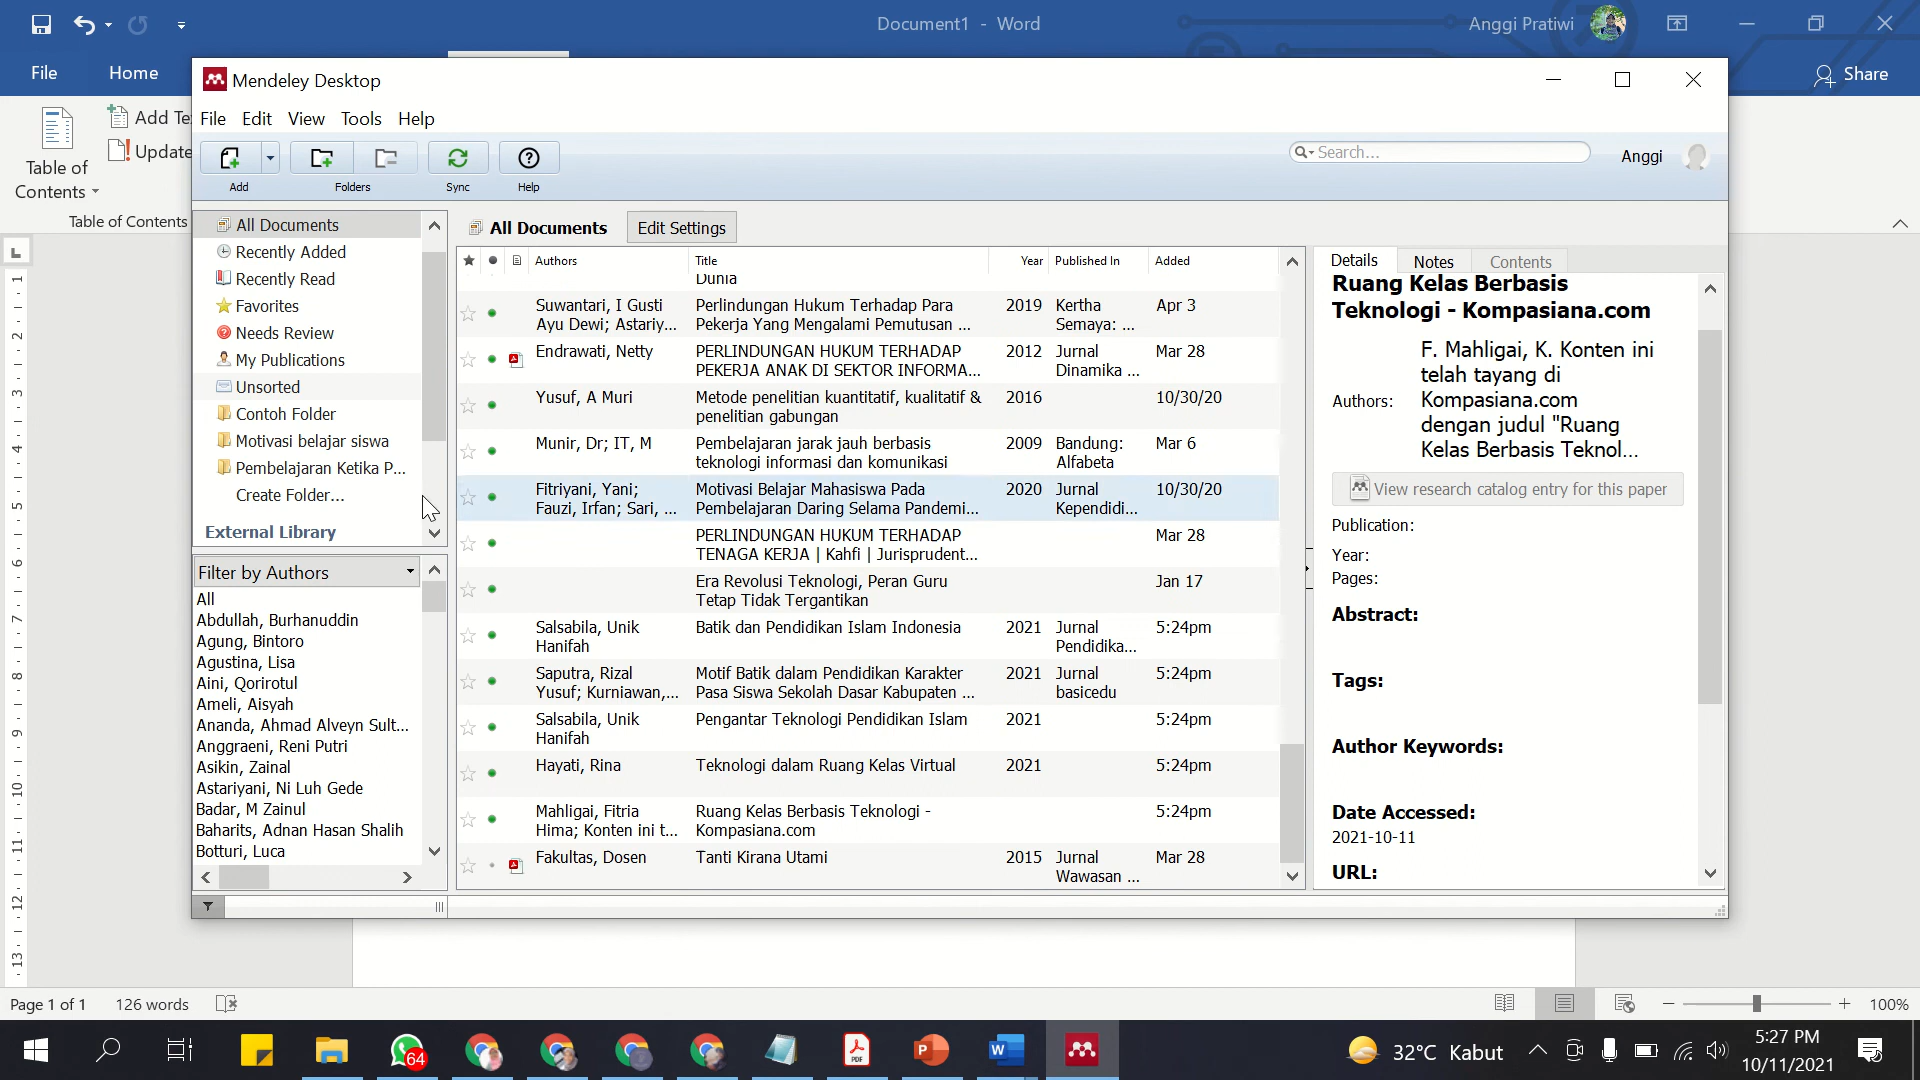 Document1 - Word
Anggi Pratiwi
File
Home
Share
Add Te
Update
Table of
Contents
Table of Contents
Mendeley Desktop
File Edit View Tools Help
Add
Folders
Sync
Help
Search...
Anggi
All Documents
Recently Added
Recently Read
Favorites
Needs Review
My Publications
Unsorted
Contoh Folder
Motivasi belajar siswa
Pembelajaran Ketika P...
Create Folder...
External Library
Filter by Authors
All
Abdullah, Burhanuddin
Agung, Bintoro
Agustina, Lisa
Aini, Qorirotul
Ameli, Aisyah
Ananda, Ahmad Alveyn Sult...
Anggraeni, Reni Putri
Asikin, Zainal
Astariyani, Ni Luh Gede
Badar, M Zainul
Baharits, Adnan Hasan Shalih
Botturi, Luca
All Documents
Edit Settings
Authors Title Year Published In Added
Dunia
Suwantari, I Gusti Perlindungan Hukum Terhadap Para 2019 Kertha Apr 3
Ayu Dewi; Astariy... Pekerja Yang Mengalami Pemutusan ... Semaya: ...
Endrawati, Netty PERLINDUNGAN HUKUM TERHADAP 2012 Jurnal Mar 28
PEKERJA ANAK DI SEKTOR INFORMA... Dinamika ...
Yusuf, A Muri Metode penelitian kuantitatif, kualitatif & 2016 10/30/20
penelitian gabungan
Munir, Dr; IT, M Pembelajaran jarak jauh berbasis 2009 Bandung: Mar 6
teknologi informasi dan komunikasi Alfabeta
Fitriyani, Yani; Motivasi Belajar Mahasiswa Pada 2020 Jurnal 10/30/20
Fauzi, Irfan; Sari, ... Pembelajaran Daring Selama Pandemi... Kependidi...
PERLINDUNGAN HUKUM TERHADAP Mar 28
TENAGA KERJA | Kahfi | Jurisprudent...
Era Revolusi Teknologi, Peran Guru Jan 17
Tetap Tidak Tergantikan
Salsabila, Unik Batik dan Pendidikan Islam Indonesia 2021 Jurnal 5:24pm
Hanifah Pendidika...
Saputra, Rizal Motif Batik dalam Pendidikan Karakter 2021 Jurnal 5:24pm
Yusuf; Kurniawan,... Pasa Siswa Sekolah Dasar Kabupaten ... basicedu
Salsabila, Unik Pengantar Teknologi Pendidikan Islam 2021 5:24pm
Hanifah
Hayati, Rina Teknologi dalam Ruang Kelas Virtual 2021 5:24pm
Mahligai, Fitria Ruang Kelas Berbasis Teknologi - 5:24pm
Hima; Konten ini t... Kompasiana.com
Fakultas, Dosen Tanti Kirana Utami 2015 Jurnal Mar 28
Wawasan ...
Details Notes Contents
Ruang Kelas Berbasis
Teknologi - Kompasiana.com
Authors:
F. Mahligai, K. Konten ini
telah tayang di
Kompasiana.com
dengan judul "Ruang
Kelas Berbasis Teknol...
View research catalog entry for this paper
Publication:
Year:
Pages:
Abstract:
Tags:
Author Keywords:
Date Accessed:
2021-10-11
URL:
1
2
3
4
5
6
7
8
9
10
11
12
13
Page 1 of 1 126 words
100%
64
PDF
32°C Kabut
5:27 PM
10/11/2021